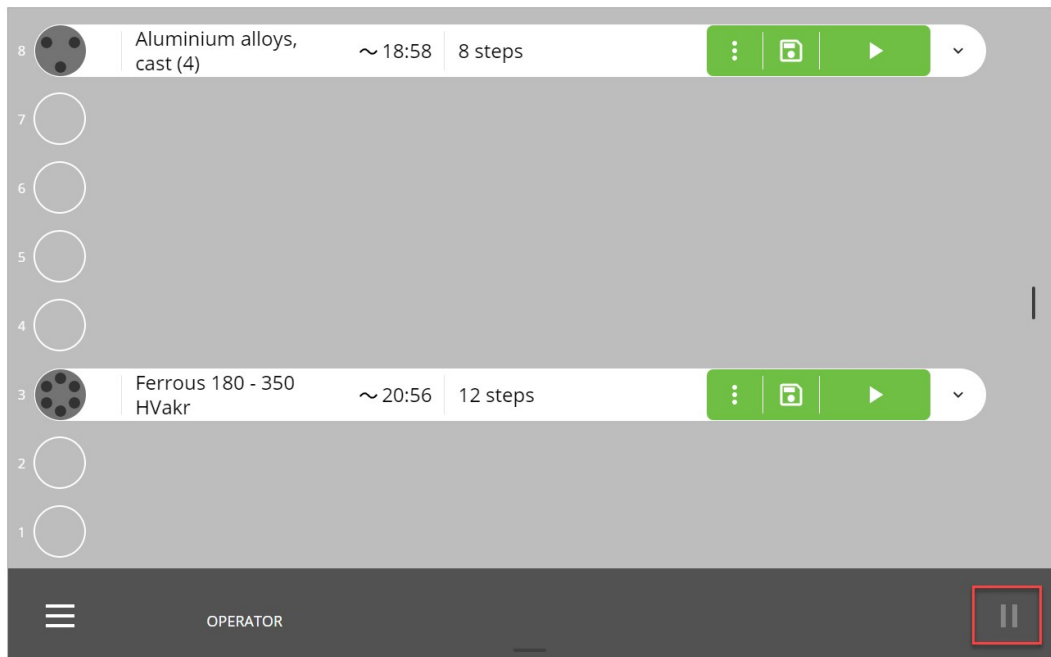 8 Aluminium alloys, cast (4) ~ 18:58 8 steps
7
6
5
4
3 Ferrous 180 - 350 HVakr ~ 20:56 12 steps
2
1
OPERATOR